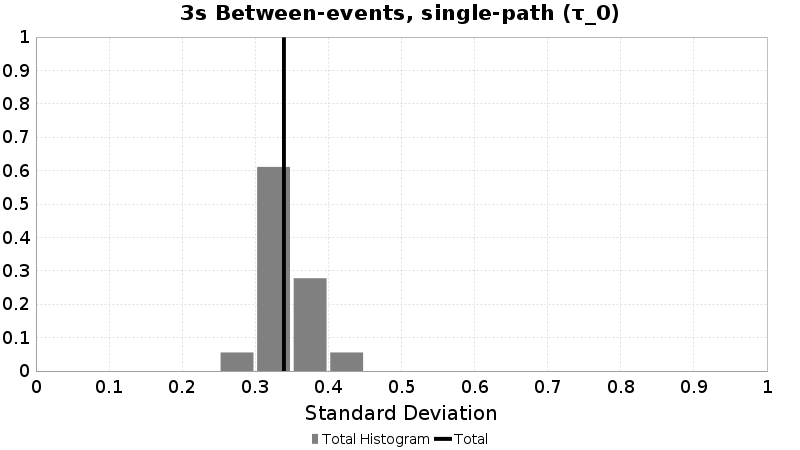 3s Between-events, single-path (τ_0)
1
0.9
0.8
0.7
0.6
0.5
0.4
0.3
0.2
0.1
0
0 0.1 0.2 0.3 0.4 0.5 0.6 0.7 0.8 0.9 1
Standard Deviation
Total Histogram Total